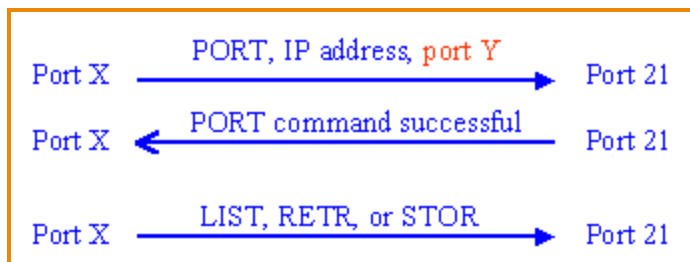 PORT, IP address, port Y
Port X Port 21
PORT command successful
Port X Port 21
LIST, RETR, or STOR
Port X Port 21